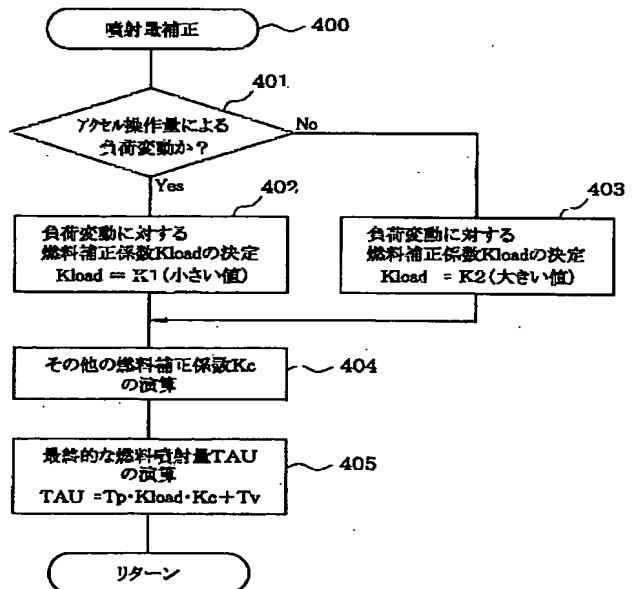 噴射量補正
400
401
アクセル操作量による
負荷変動か？
No
Yes
402
403
負荷変動に対する
燃料補正係数Kloadの決定
Kload = K1(小さい値)
負荷変動に対する
燃料補正係数Kloadの決定
Kload = K2(大きい値)
その他の燃料補正係数Kc
の演算
404
最終的な燃料噴射量TAU
の演算
TAU =Tp・Kload・Kc+Tv
405
リターン